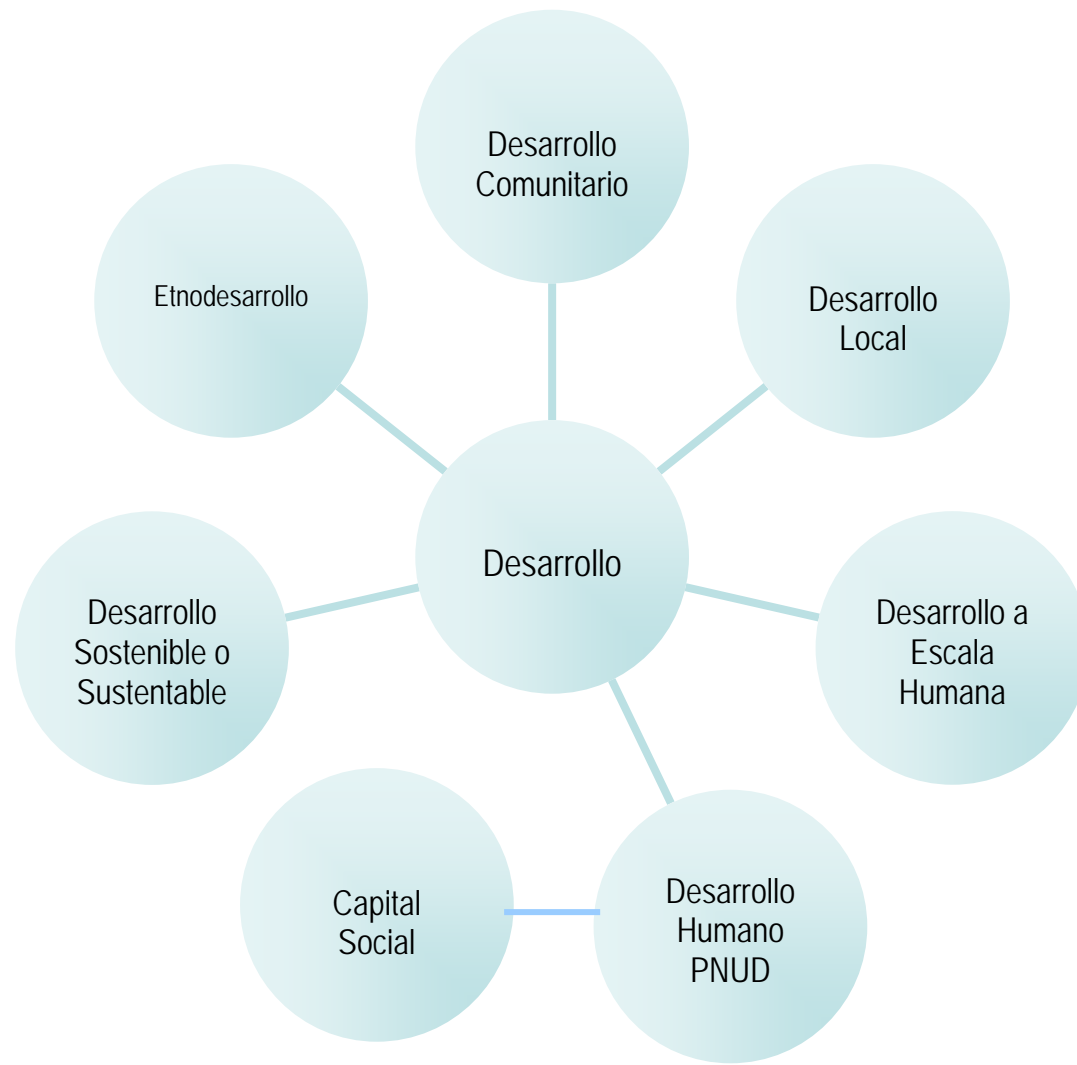 Desarrollo
Comunitario
Etnodesarrollo
Desarrollo
Local
Desarrollo
Desarrollo
Sostenible o
Sustentable
Desarrollo a
Escala
Humana
Capital
Social
Desarrollo
Humano
PNUD